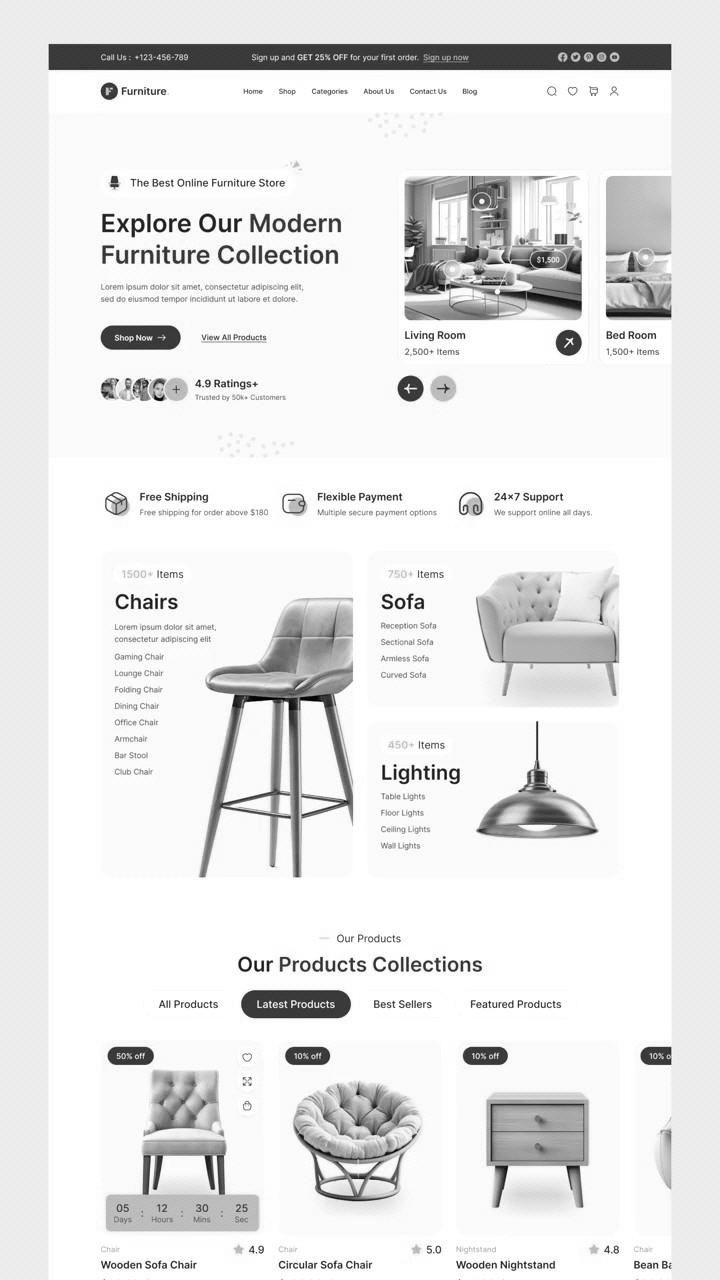 Call Us : +123-456-789
Sign up and GET 25% OFF for your first order. Sign up now
F Furniture.
Home Shop Categories About Us Contact Us Blog
The Best Online Furniture Store
Explore Our Modern
Furniture Collection
Lorem ipsum dolor sit amet, consectetur adipiscing elit,
sed do eiusmod tempor incididunt ut labore et dolore.
Shop Now
View All Products
4.9 Ratings+
Trusted by 50k+ Customers
$1,500
Living Room
2,500+ Items
Bed Room
1,500+ Items
Free Shipping
Free shipping for order above $180
Flexible Payment
Multiple secure payment options
24×7 Support
We support online all days.
1500+ Items
Chairs
Lorem ipsum dolor sit amet,
consectetur adipiscing elit
Gaming Chair
Lounge Chair
Folding Chair
Dining Chair
Office Chair
Armchair
Bar Stool
Club Chair
750+ Items
Sofa
Reception Sofa
Sectional Sofa
Armless Sofa
Curved Sofa
450+ Items
Lighting
Table Lights
Floor Lights
Ceiling Lights
Wall Lights
Our Products
Our Products Collections
All Products
Latest Products
Best Sellers
Featured Products
50% off
05 : 12 : 30 : 25
Days Hours Mins Sec
Chair 4.9
Wooden Sofa Chair
10% off
Chair 5.0
Circular Sofa Chair
10% off
Nightstand 4.8
Wooden Nightstand
10% o
Chair
Bean Ba